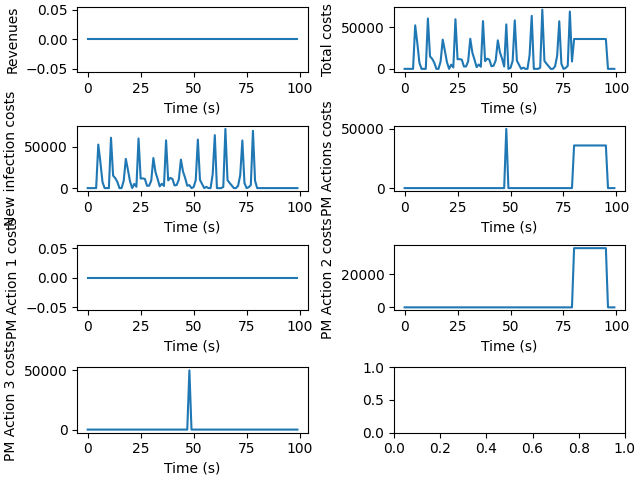 Revenues
0.05
0.00
−0.05
0 25 50 75 100
Time (s)
Total costs
50000
0
0 25 50 75 100
Time (s)
New infection costs
50000
0
0 25 50 75 100
Time (s)
PM Actions costs
50000
0
0 25 50 75 100
Time (s)
PM Action 1 costs
0.05
0.00
−0.05
0 25 50 75 100
Time (s)
PM Action 2 costs
20000
0
0 25 50 75 100
Time (s)
PM Action 3 costs
50000
0
0 25 50 75 100
Time (s)
1.0
0.5
0.0
0.0 0.2 0.4 0.6 0.8 1.0